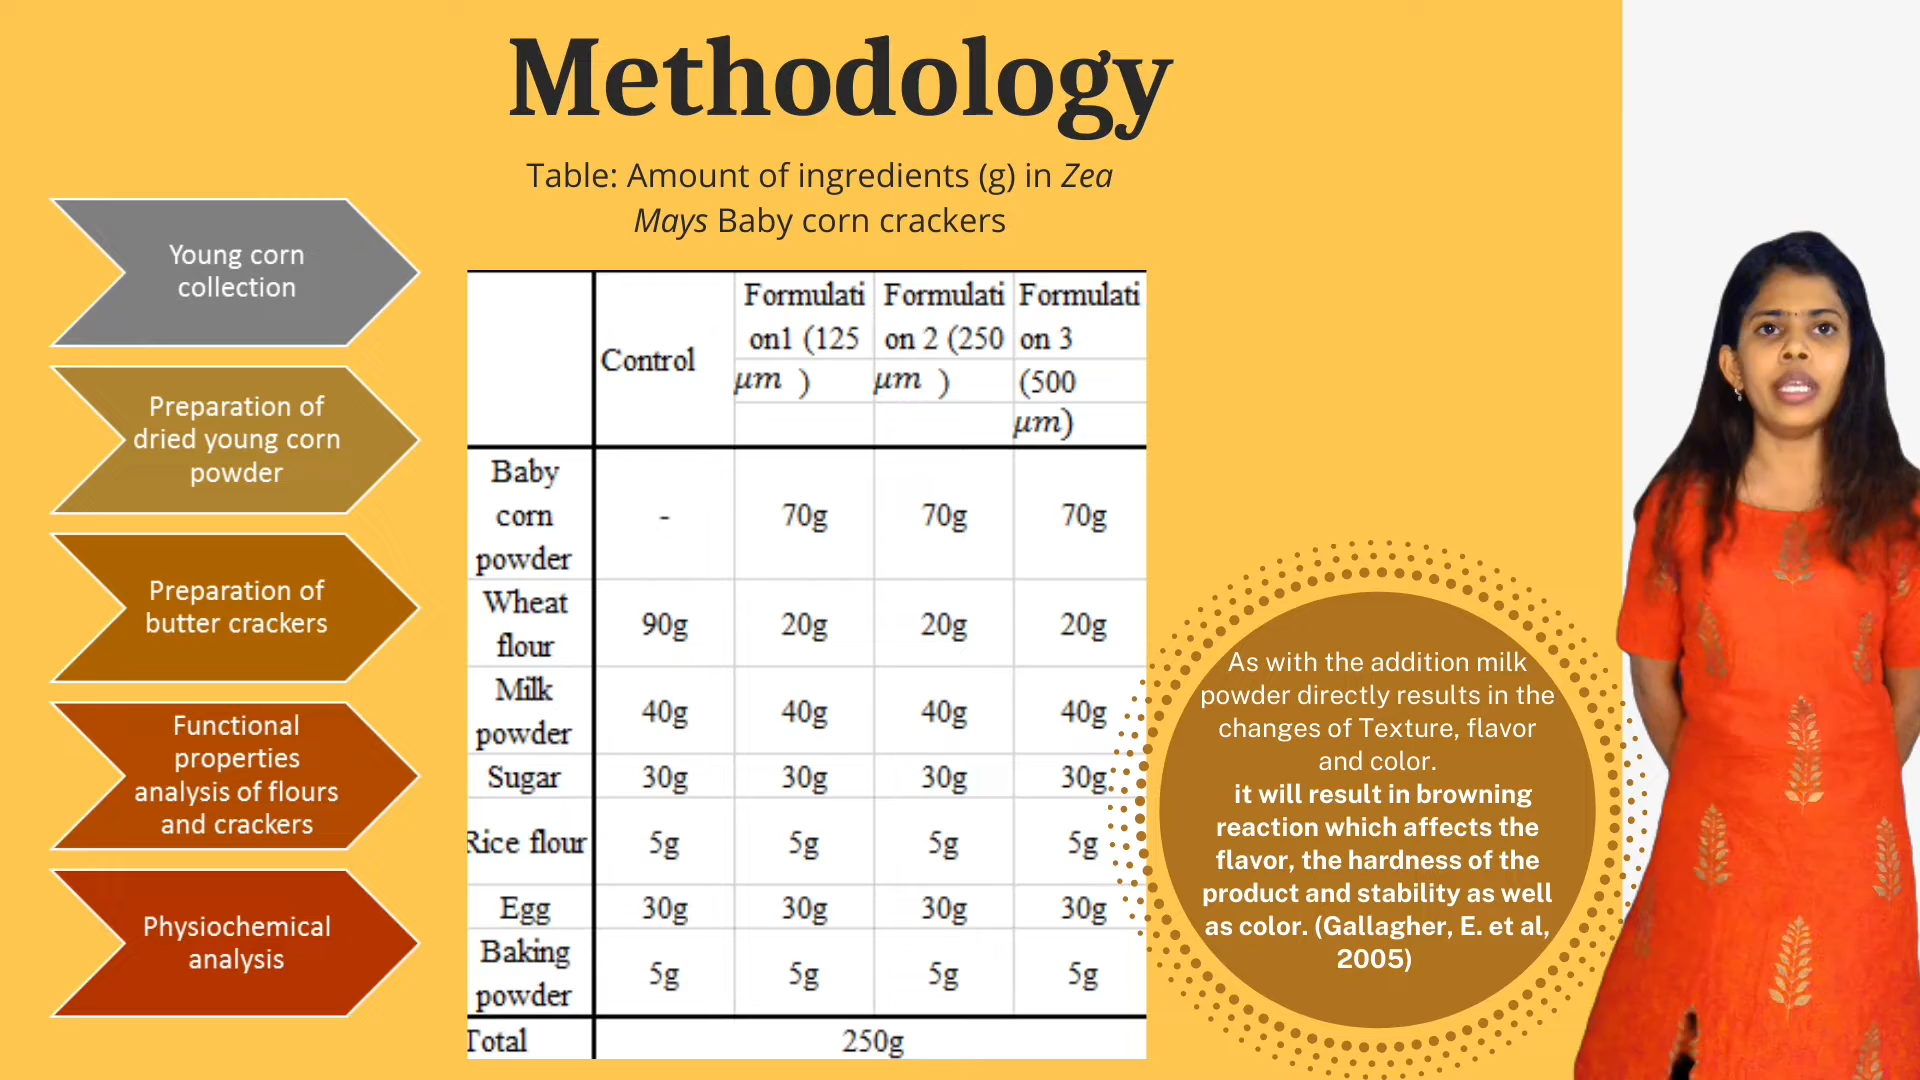 Methodology
Table: Amount of ingredients (g) in Zea
Mays Baby corn crackers
Young corn
collection
Preparation of
dried young corn
powder
Preparation of
butter crackers
Functional
properties
analysis of flours
and crackers
Physiochemical
analysis
Control
Formulati
on1 (125
μm )
Formulati
on 2 (250
μm )
Formulati
on 3
(500
μm)
Baby
corn
powder
- 70g 70g 70g
Wheat
flour
90g 20g 20g 20g
Milk
powder
40g 40g 40g 40g
Sugar 30g 30g 30g 30g
Rice flour 5g 5g 5g 5g
Egg 30g 30g 30g 30g
Baking
powder
5g 5g 5g 5g
Total 250g
As with the addition milk
powder directly results in the
changes of Texture, flavor
and color.
it will result in browning
reaction which affects the
flavor, the hardness of the
product and stability as well
as color. (Gallagher, E. et al,
2005)